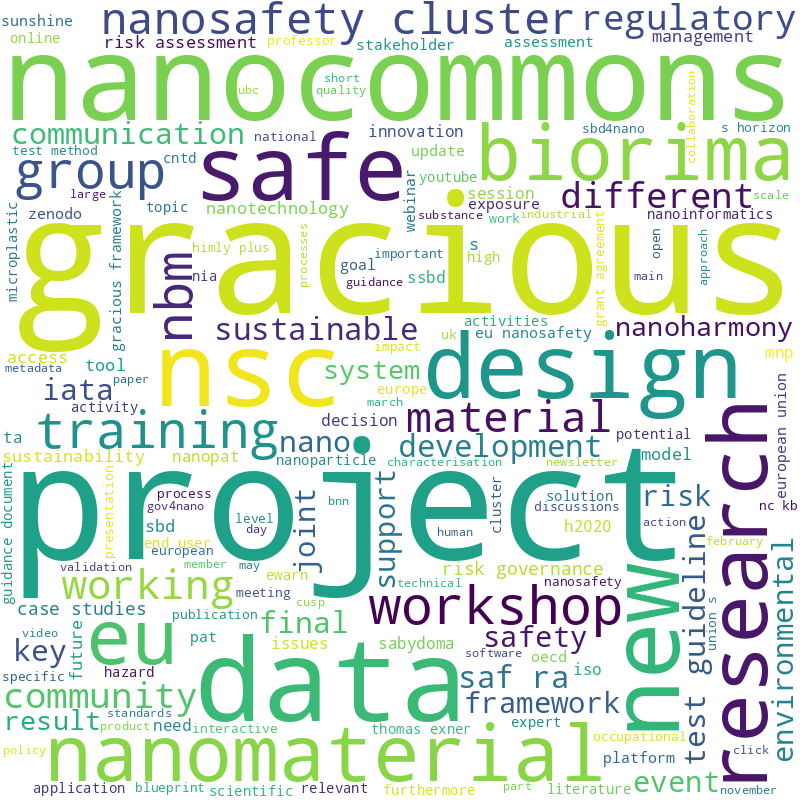 sunshine
nanosafety cluster
regulatory
online
risk assessment
professor
stakeholder
assessment
management
nanocommons
ubc
short
quality
collaboration
communication
national
innovation
biorima
sbd4nano
s horizon
test method
cntd
safe
update
group
youtube
webinar
session
different
scale
large
microplastic
zenodo
gracious framework
topic
nanotechnology
substance
exposure
work
industrial
nanoinformatics
gracious
himly plus
processes
important
s
high
grant agreement
open
main
approach
nbm
nia
goal
guidance
ssbd
sustainable
activities
eu nanosafety
nanoharmony
uk
access
metadata
tool
nsc
system
impact
europe
design
mnp
iata
paper
activity
march
decision
material
research
european union
ta
training
nano
development
potential
sustainability
nanopat
nanoparticle
characterisation
newsletter
model
guidance document
project
presentation
process
gov4nano
sbd
end user
european
bnn
level
day
joint
support
cluster
solution
discussions
h2020
risk
action
new
nc kb
human
validation
member
may
ewarn
meeting
risk governance
technical
nanosafety
february
working
workshop
test guideline
environmental
case studies
publication
cusp
final
eu
pat
issues
sabydoma
safety
key
video
future
hazard
software
oecd
iso
union s
specific
data
saf ra
community
framework
result
standards
product
need
interactive
thomas exner
expert
occupational
policy
nanomaterial
platform
click
application
blueprint
scientific
relevant
furthermore
part
literature
event
november